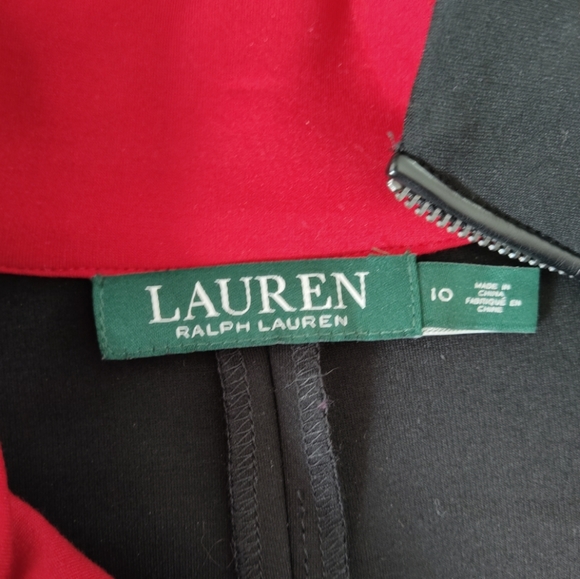 LAUREN
RALPH LAUREN
10
MADE IN
CHINA
FABRIQUÉ EN
CHINE